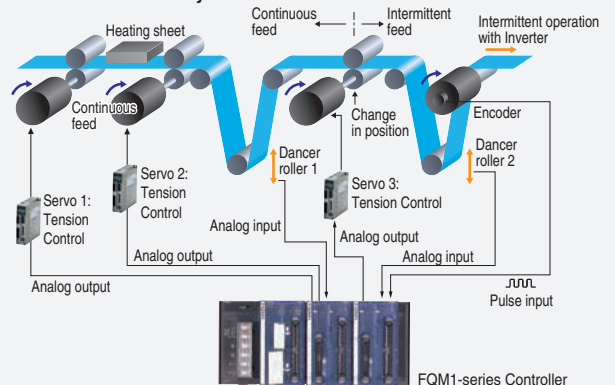 Continuous
feed
Intermittent
feed
Intermittent operation
with Inverter
Heating sheet
Continuous
feed
Change
in position
Encoder
Dancer
roller 1
Dancer
roller 2
Servo 1:
Tension
Control
Servo 2:
Tension
Control
Servo 3:
Tension Control
Analog input
Analog output
Analog input
Analog output
Analog output
Pulse input
FQM1-series Controller